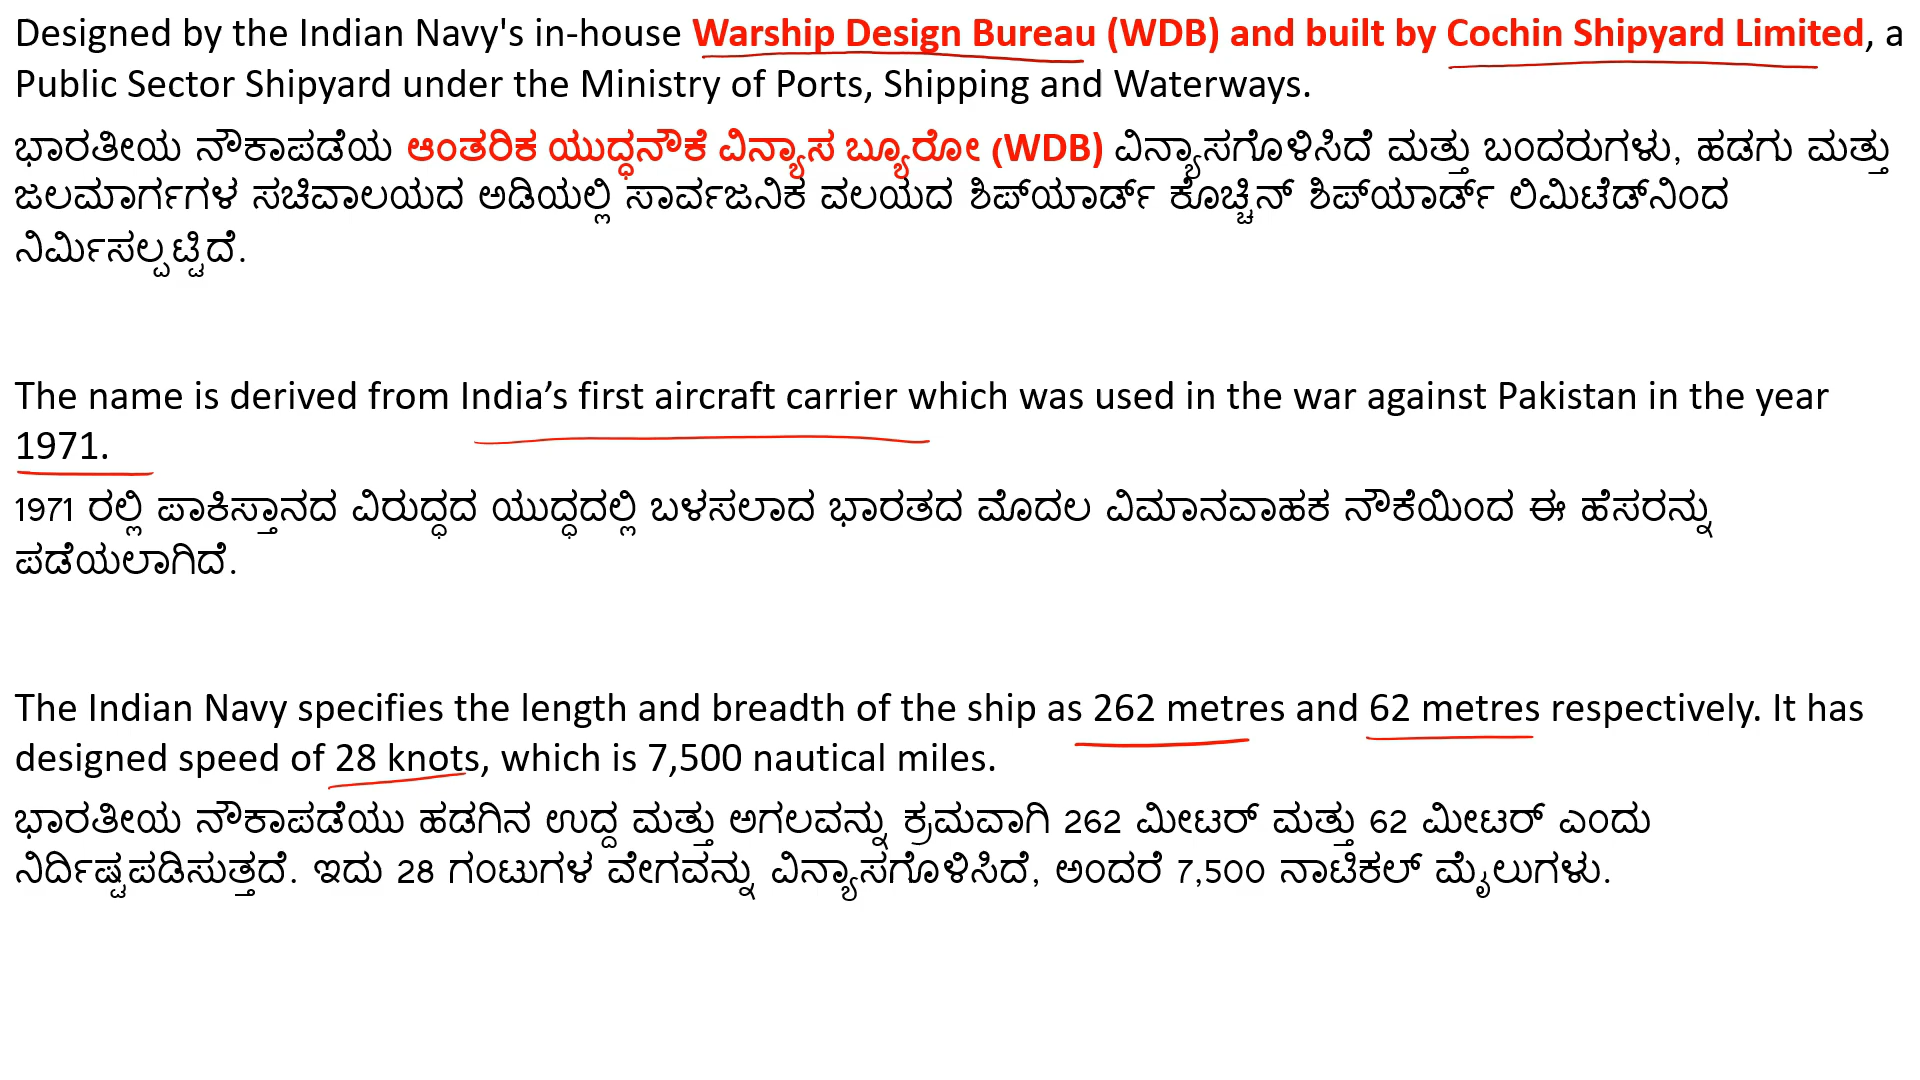 Designed by the Indian Navy's in-house Warship Design Bureau (WDB) and built by Cochin Shipyard Limited, a
Public Sector Shipyard under the Ministry of Ports, Shipping and Waterways.
ಭಾರತೀಯ ನೌಕಾಪಡೆಯ ಆಂತರಿಕ ಯುದ್ಧನೌಕೆ ವಿನ್ಯಾಸ ಬ್ಯೂರೋ (WDB) ವಿನ್ಯಾಸಗೊಳಿಸಿದೆ ಮತ್ತು ಬಂದರುಗಳು, ಹಡಗು ಮತ್ತು
ಜಲಮಾರ್ಗಗಳ ಸಚಿವಾಲಯದ ಅಡಿಯಲ್ಲಿ ಸಾರ್ವಜನಿಕ ವಲಯದ ಶಿಪ್‌ಯಾರ್ಡ್ ಕೊಚ್ಚಿನ್ ಶಿಪ್‌ಯಾರ್ಡ್ ಲಿಮಿಟೆಡ್‌ನಿಂದ
ನಿರ್ಮಿಸಲ್ಪಟ್ಟಿದೆ.
The name is derived from India’s first aircraft carrier which was used in the war against Pakistan in the year
1971.
1971 ರಲ್ಲಿ ಪಾಕಿಸ್ತಾನದ ವಿರುದ್ಧದ ಯುದ್ಧದಲ್ಲಿ ಬಳಸಲಾದ ಭಾರತದ ಮೊದಲ ವಿಮಾನವಾಹಕ ನೌಕೆಯಿಂದ ಈ ಹೆಸರನ್ನು
ಪಡೆಯಲಾಗಿದೆ.
The Indian Navy specifies the length and breadth of the ship as 262 metres and 62 metres respectively. It has
designed speed of 28 knots, which is 7,500 nautical miles.
ಭಾರತೀಯ ನೌಕಾಪಡೆಯು ಹಡಗಿನ ಉದ್ದ ಮತ್ತು ಅಗಲವನ್ನು ಕ್ರಮವಾಗಿ 262 ಮೀಟರ್ ಮತ್ತು 62 ಮೀಟರ್ ಎಂದು
ನಿರ್ದಿಷ್ಟಪಡಿಸುತ್ತದೆ. ಇದು 28 ಗಂಟುಗಳ ವೇಗವನ್ನು ವಿನ್ಯಾಸಗೊಳಿಸಿದೆ, ಅಂದರೆ 7,500 ನಾಟಿಕಲ್ ಮೈಲುಗಳು.